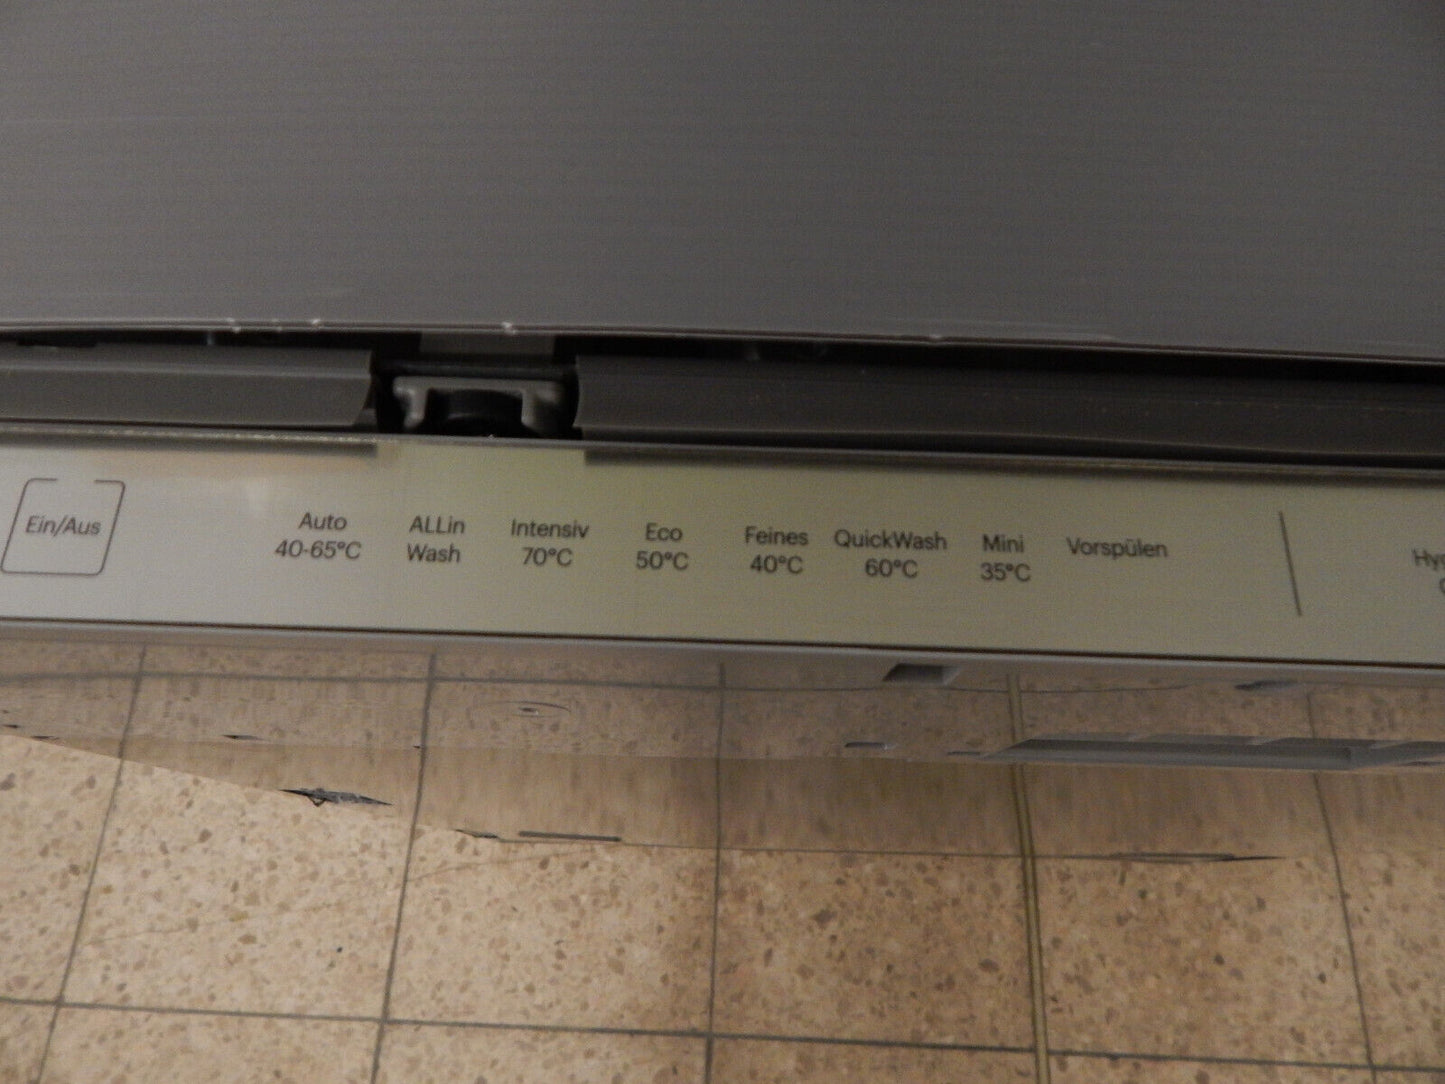 Ein/Aus
Auto
40-65°C
ALLin
Wash
Intensiv
70°C
Eco
50°C
Feines
40°C
QuickWash
60°C
Mini
35°C
Vorspülen